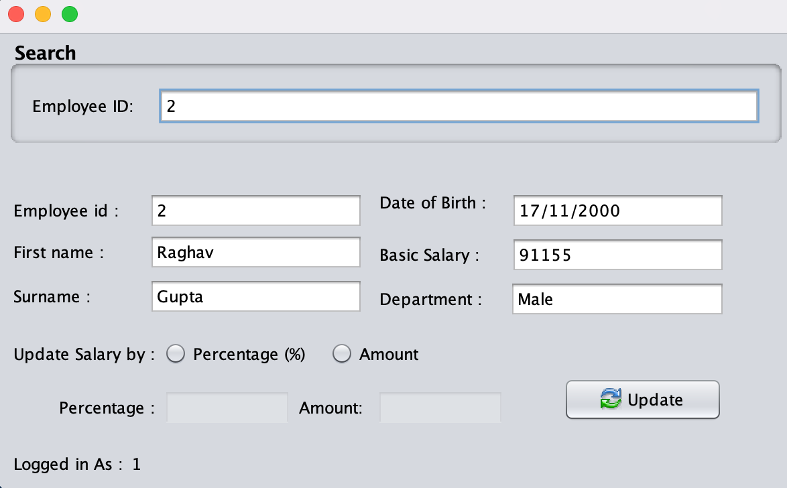 Search
Employee ID: 2
Employee id : 2 Date of Birth : 17/11/2000
First name : Raghav Basic Salary : 91155
Surname : Gupta Department : Male
Update Salary by : Percentage (%) Amount
Percentage : Amount: Update
Logged in As : 1